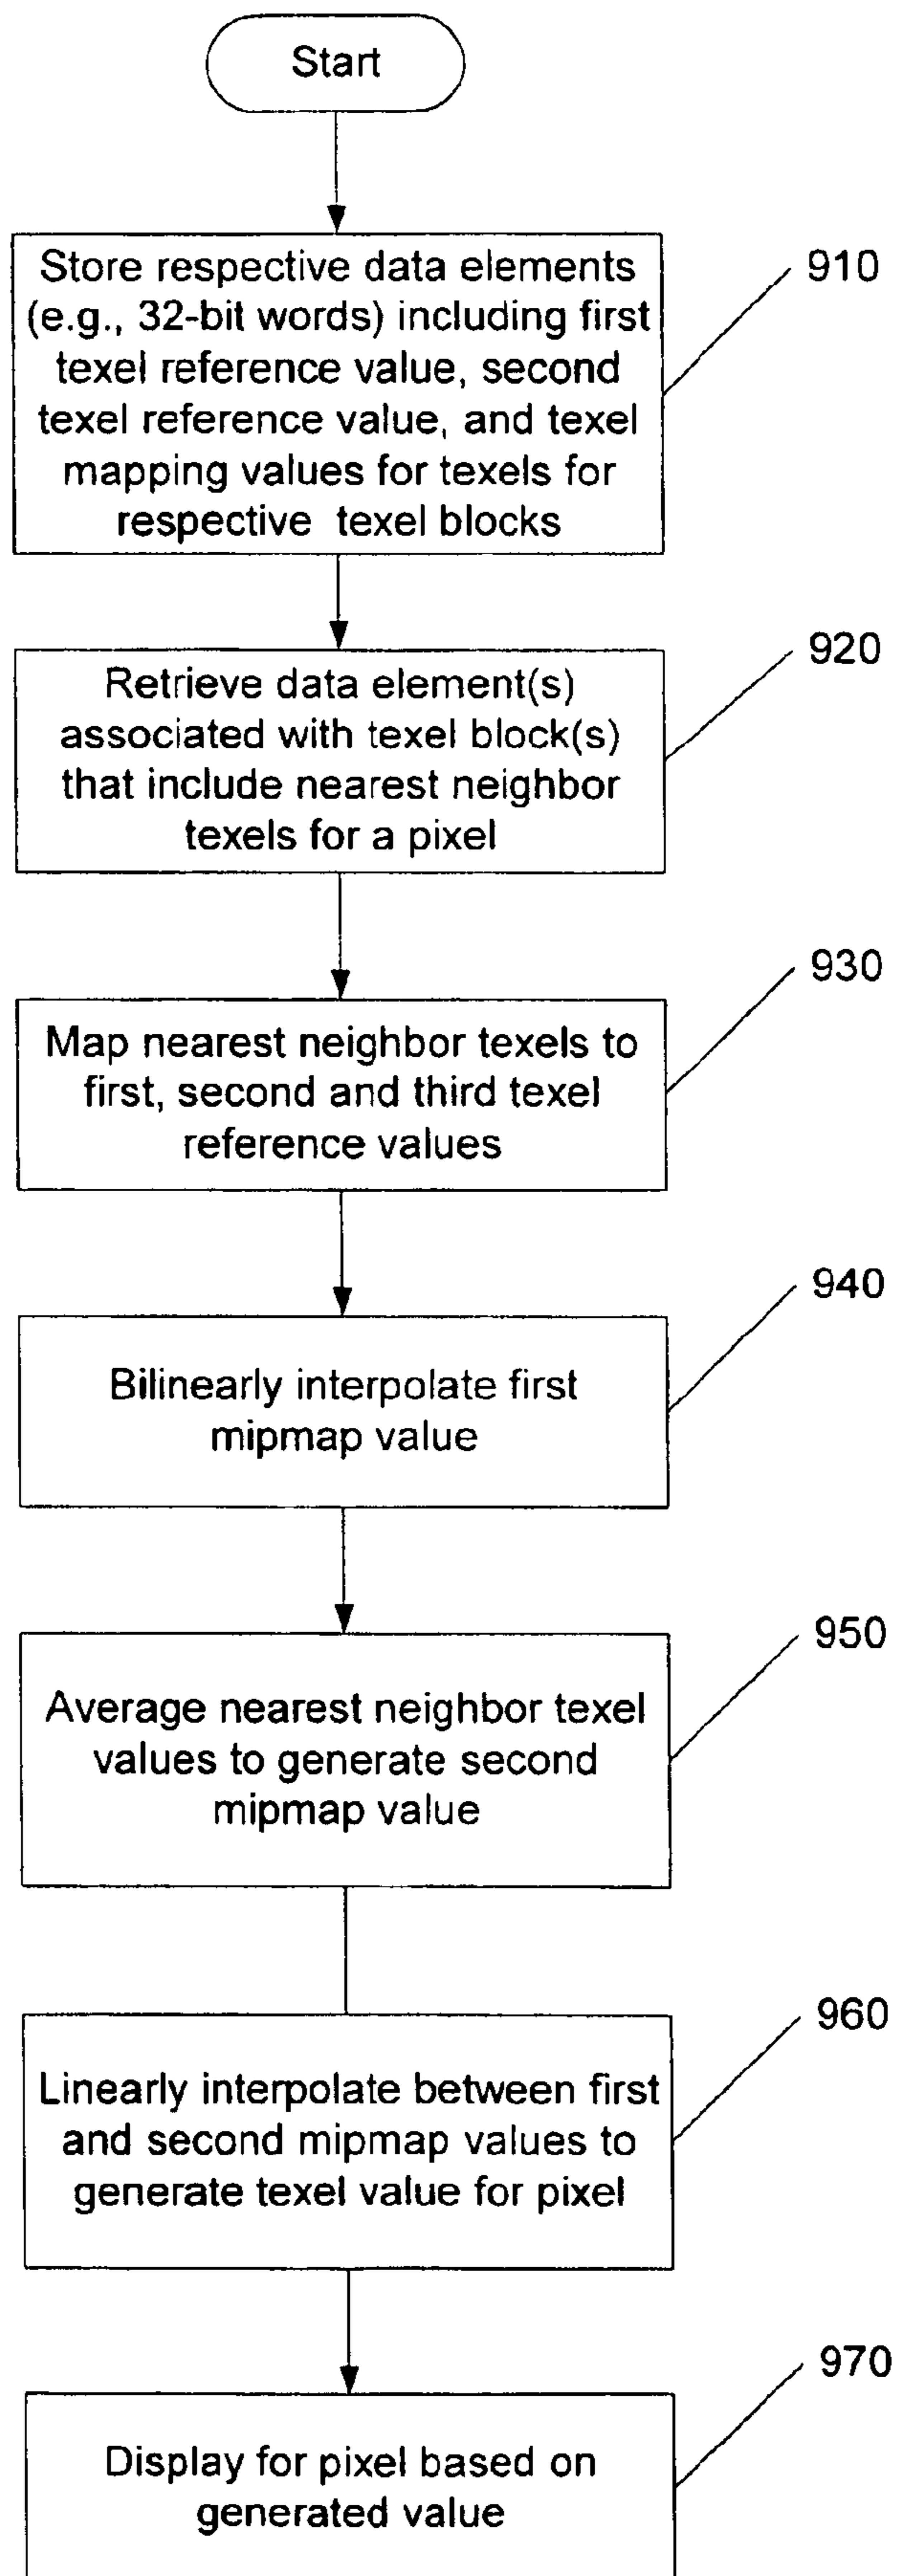 Start
Store respective data elements
(e.g., 32-bit words) including first
texel reference value, second
texel reference value, and texel
mapping values for texels for
respective texel blocks
910
Retrieve data element(s)
associated with texel block(s)
that include nearest neighbor
texels for a pixel
920
Map nearest neighbor texels to
first, second and third texel
reference values
930
Bilinearly interpolate first
mipmap value
940
Average nearest neighbor texel
values to generate second
mipmap value
950
Linearly interpolate between first
and second mipmap values to
generate texel value for pixel
960
Display for pixel based on
generated value
970